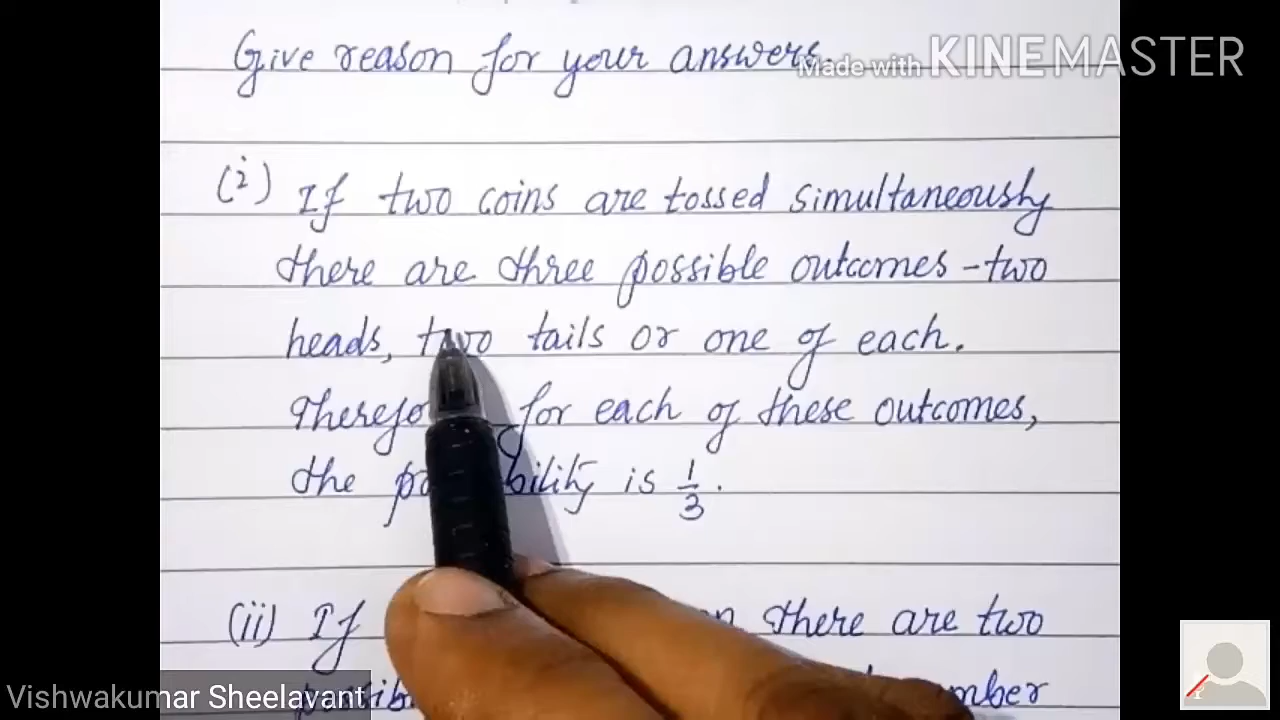 Give reason for your answers.
Made with KINEMASTER
(i) If two coins are tossed simultaneously
there are three possible outcomes - two
heads, two tails or one of each.
for each of these outcomes,
the is 1/3.
(ii) If there are two
Vishwakumar Sheelavant